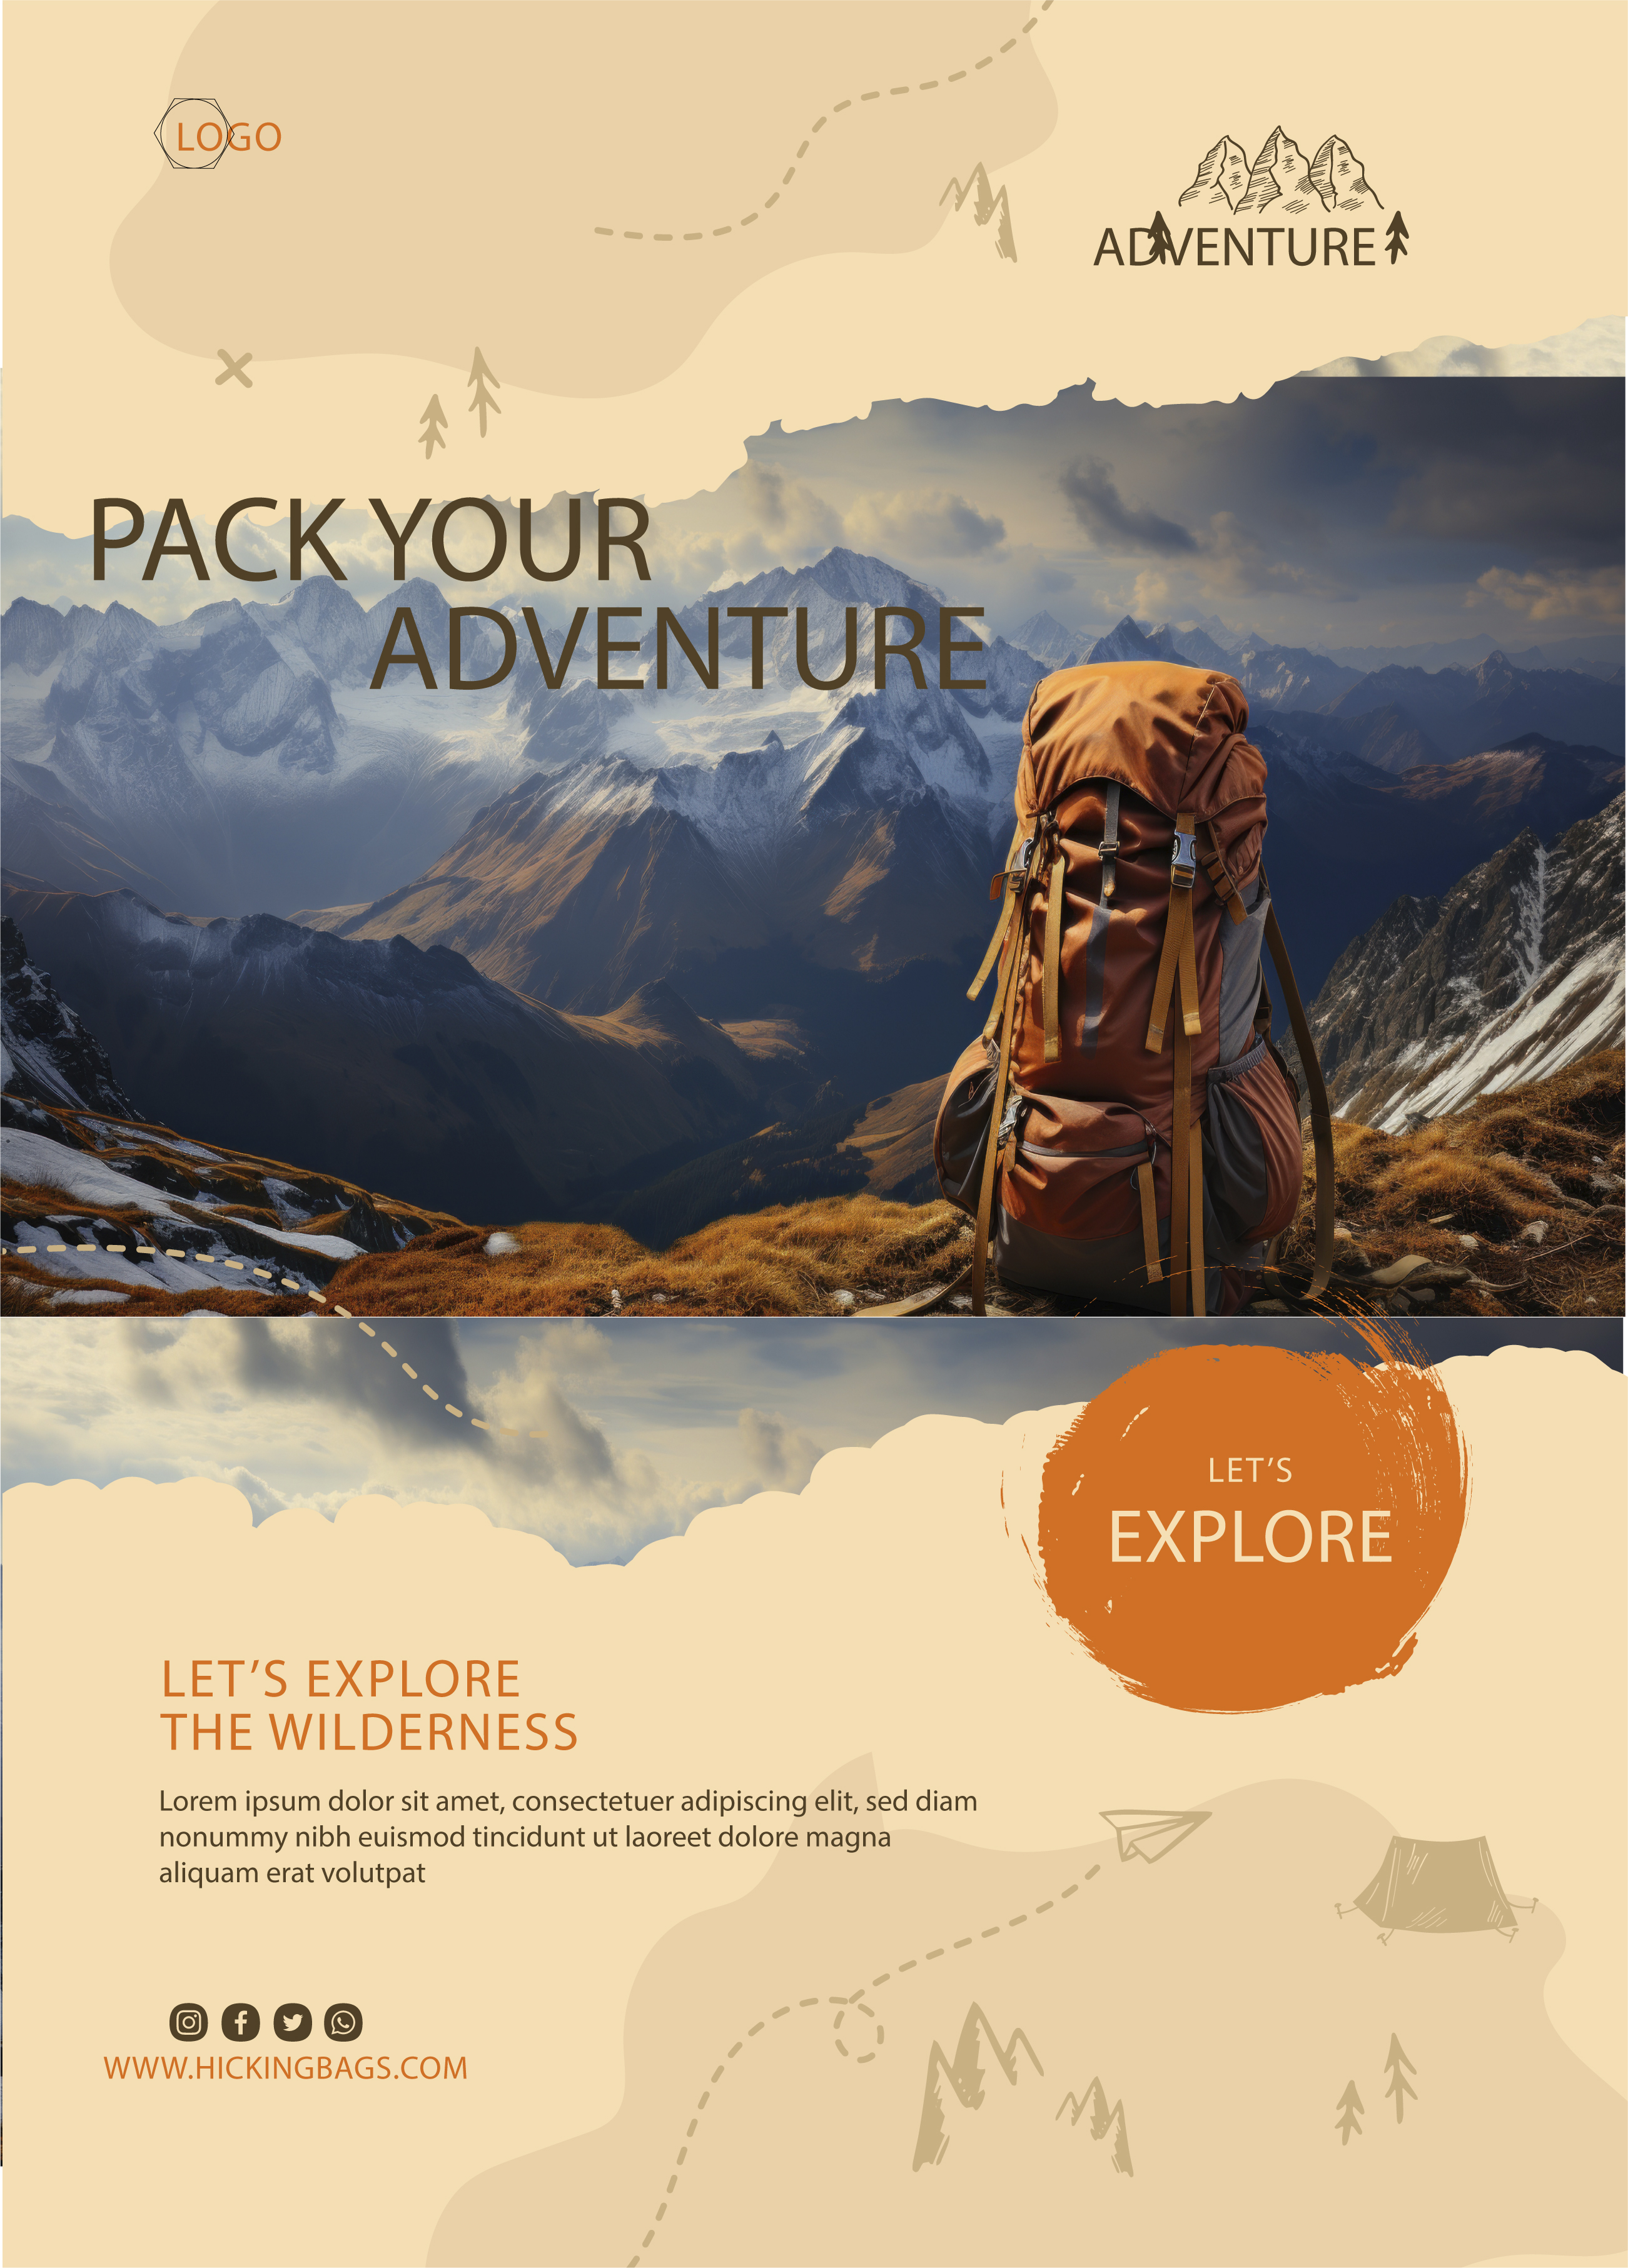 LOGO
ADVENTURE
PACK YOUR
ADVENTURE
LET’S
EXPLORE
LET’S EXPLORE
THE WILDERNESS
Lorem ipsum dolor sit amet, consectetuer adipiscing elit, sed diam
nonummy nibh euismod tincidunt ut laoreet dolore magna
aliquam erat volutpat
WWW.HICKINGBAGS.COM